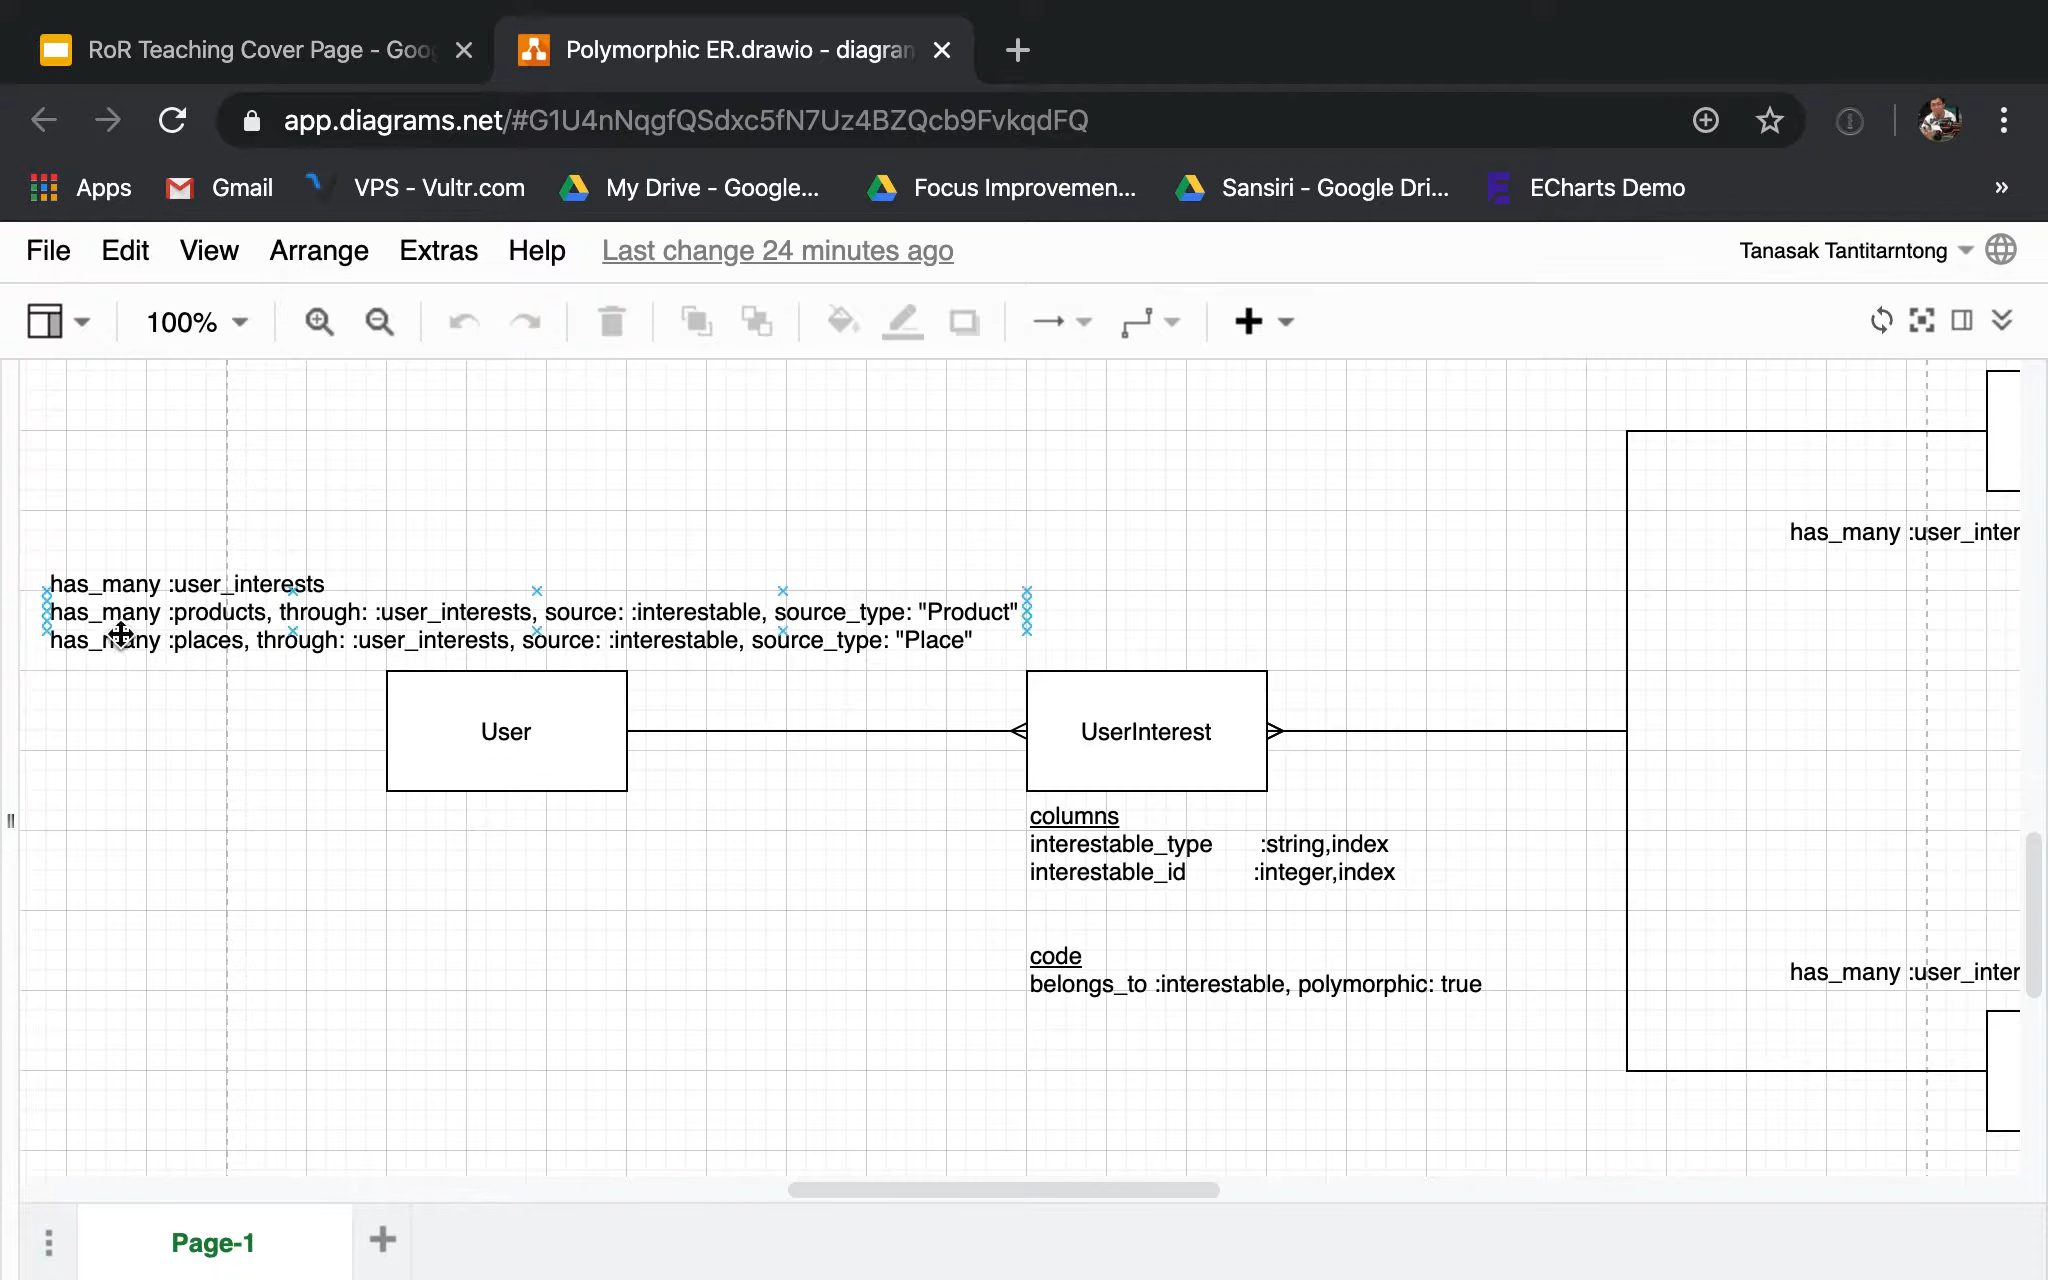 RoR Teaching Cover Page - Goo
Polymorphic ER.drawio - diagram
app.diagrams.net/#G1U4nNqgfQSdxc5fN7Uz4BZQcb9FvkqdFQ
Apps
Gmail
VPS - Vultr.com
My Drive - Google...
Focus Improvemen...
Sansiri - Google Dri...
ECharts Demo
»
File Edit View Arrange Extras Help Last change 24 minutes ago
Tanasak Tantitarntong
100%
has_many :user_inter
has_many :user_interests
has_many :products, through: :user_interests, source: :interestable, source_type: "Product"
has_many :places, through: :user_interests, source: :interestable, source_type: "Place"
User
UserInterest
columns
interestable_type :string,index
interestable_id :integer,index
code
belongs_to :interestable, polymorphic: true
has_many :user_inter
Page-1